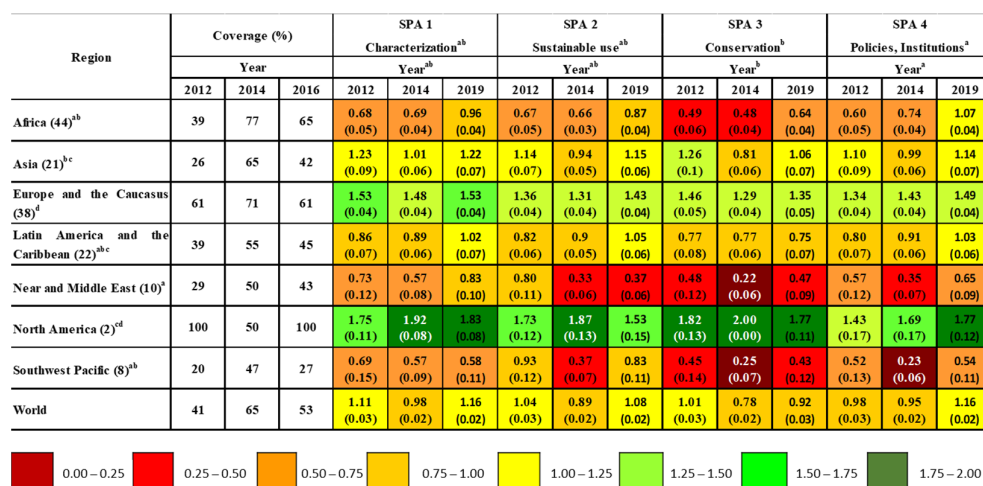 Region Coverage (%) SPA 1 SPA 2 SPA 3 SPA 4
Characterizationᵃᵇ Sustainable useᵃᵇ Conservationᵇ Policies, Institutionsᵃ
Year Yearᵃᵇ Yearᵃᵇ Yearᵇ Yearᵃ
2012 2014 2016 2012 2014 2019 2012 2014 2019 2012 2014 2019 2012 2014 2019
Africa (44)ᵃᵇ 39 77 65 0.68 0.69 0.96 0.67 0.66 0.87 0.49 0.48 0.64 0.60 0.74 1.07
(0.05) (0.04) (0.04) (0.05) (0.03) (0.04) (0.06) (0.04) (0.04) (0.05) (0.04) (0.04)
Asia (21)ᵇᶜ 26 65 42 1.23 1.01 1.22 1.14 0.94 1.15 1.26 0.81 1.06 1.10 0.99 1.14
(0.09) (0.06) (0.07) (0.07) (0.05) (0.06) (0.1) (0.06) (0.07) (0.09) (0.06) (0.07)
Europe and the Caucasus 61 71 61 1.53 1.48 1.53 1.36 1.31 1.43 1.46 1.29 1.35 1.34 1.43 1.49
(38)ᵈ (0.04) (0.04) (0.04) (0.04) (0.04) (0.04) (0.05) (0.04) (0.05) (0.04) (0.04) (0.04)
Latin America and the 39 55 45 0.86 0.89 1.02 0.82 0.9 1.05 0.77 0.77 0.75 0.80 0.91 1.03
Caribbean (22)ᵃᵇᶜ (0.07) (0.06) (0.07) (0.06) (0.05) (0.06) (0.08) (0.06) (0.07) (0.07) (0.06) (0.06)
Near and Middle East (10)ᵃ 29 50 43 0.73 0.57 0.83 0.80 0.33 0.37 0.48 0.22 0.47 0.57 0.35 0.65
(0.12) (0.08) (0.10) (0.11) (0.06) (0.06) (0.12) (0.06) (0.09) (0.12) (0.07) (0.09)
North America (2)ᶜᵈ 100 50 100 1.75 1.92 1.83 1.73 1.87 1.53 1.82 2.00 1.77 1.43 1.69 1.77
(0.11) (0.08) (0.08) (0.12) (0.13) (0.15) (0.13) (0.00) (0.11) (0.17) (0.17) (0.12)
Southwest Pacific (8)ᵃᵇ 20 47 27 0.69 0.57 0.58 0.93 0.37 0.83 0.45 0.25 0.43 0.52 0.23 0.54
(0.15) (0.09) (0.11) (0.12) (0.07) (0.11) (0.14) (0.07) (0.12) (0.13) (0.06) (0.11)
World 41 65 53 1.11 0.98 1.16 1.04 0.89 1.08 1.01 0.78 0.92 0.98 0.95 1.16
(0.03) (0.02) (0.02) (0.03) (0.02) (0.02) (0.03) (0.02) (0.03) (0.03) (0.02) (0.02)
0.00 – 0.25 0.25 – 0.50 0.50 – 0.75 0.75 – 1.00 1.00 – 1.25 1.25 – 1.50 1.50 – 1.75 1.75 – 2.00